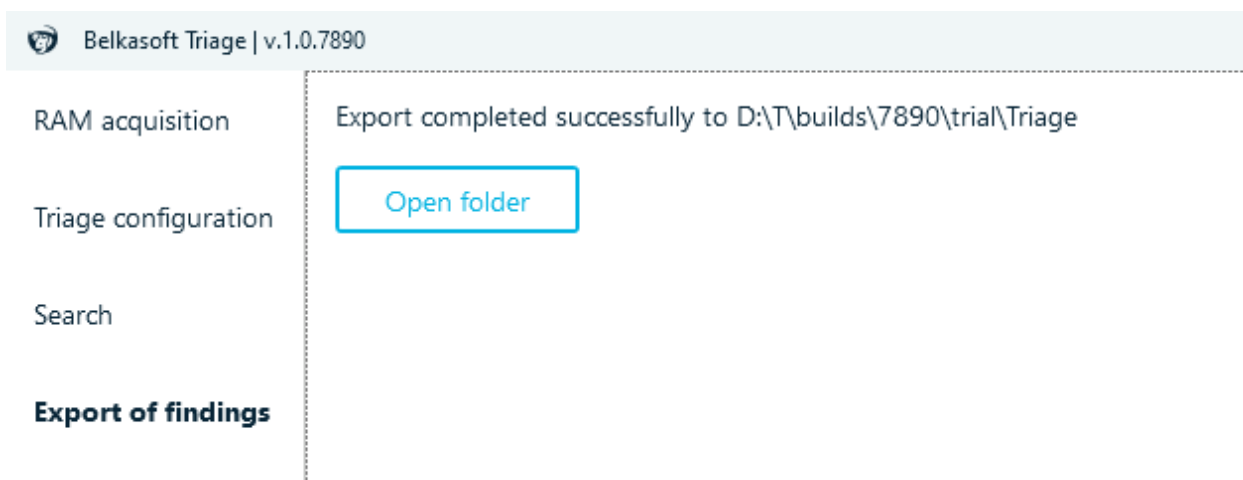 Belkasoft Triage | v.1.0.7890
RAM acquisition
Triage configuration
Search
Export of findings
Export completed successfully to D:\T\builds\7890\trial\Triage
Open folder